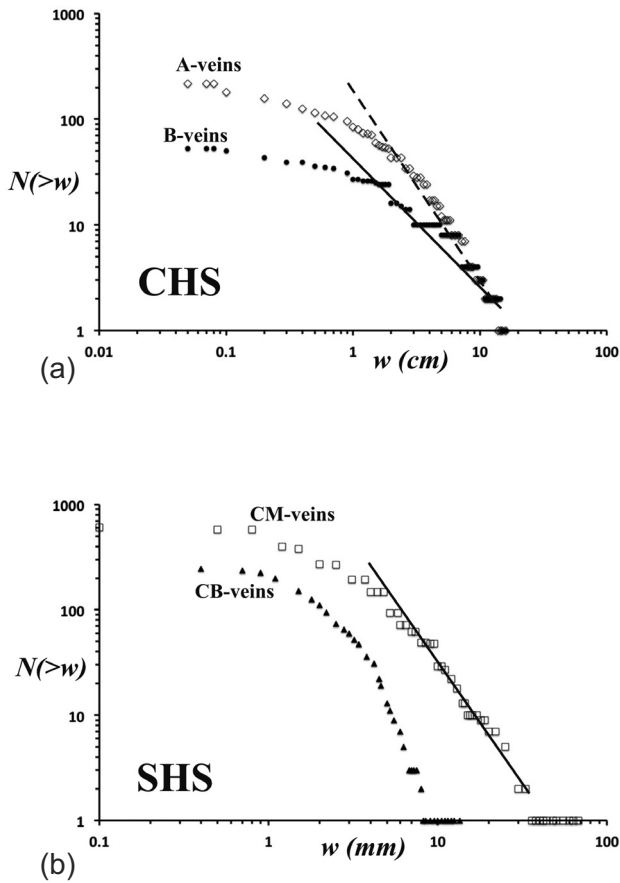 1000
A-veins
100
B-veins
N(>w)
10
CHS
1
0.01 0.1 1 10 100
w (cm)
(a)
1000
CM-veins
CB-veins
100
N(>w)
10
SHS
1
0.1 1 10 100
w (mm)
(b)